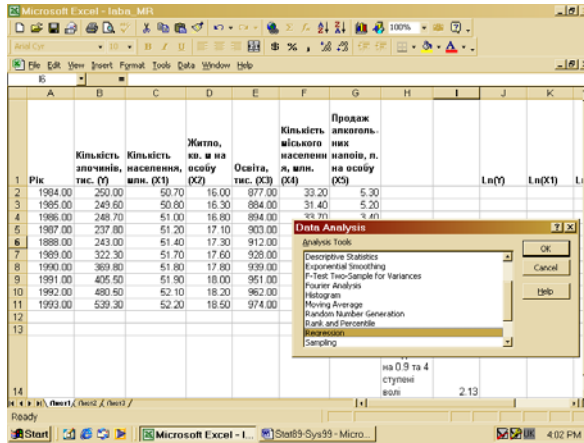 Microsoft Excel - laba_MR
100%
Arial Cyr 10
File Edit View Insert Format Tools Data Window Help
I6 =
A B C D E F G H I J K
1 Рік Кількість злочинів, тис. (Y) Кількість населення, млн. (X1) Житло, кв. м на особу (X2) Освіта, тис. (X3) Кількість міського населенн я, млн. (X4) Продаж алкоголь- них напоїв, л. на особу (X5) Ln(Y) Ln(X1)
2 1984.00 250.00 50.70 16.00 877.00 33.20 5.30
3 1985.00 249.60 50.80 16.30 884.00 31.40 5.20
4 1986.00 248.70 51.00 16.80 894.00 33.70 3.40
5 1987.00 237.80 51.20 17.10 903.00
6 1888.00 243.00 51.40 17.30 912.00
7 1989.00 322.30 51.70 17.60 928.00
8 1990.00 369.80 51.80 17.80 939.00
9 1991.00 405.50 51.90 18.00 951.00
10 1992.00 480.50 52.10 18.20 962.00
11 1993.00 539.30 52.20 18.50 974.00
12
13
Data Analysis
Analysis Tools
Descriptive Statistics
Exponential Smoothing
F-Test Two-Sample for Variances
Fourier Analysis
Histogram
Moving Average
Random Number Generation
Rank and Percentile
Regression
Sampling
OK
Cancel
Help
на 0.9 та 4
ступені
14 волі 2.13
Лист1 Лист2 Лист3
Ready
Start Microsoft Excel - l... Stat89-Sys99 - Micro... 4:02 PM